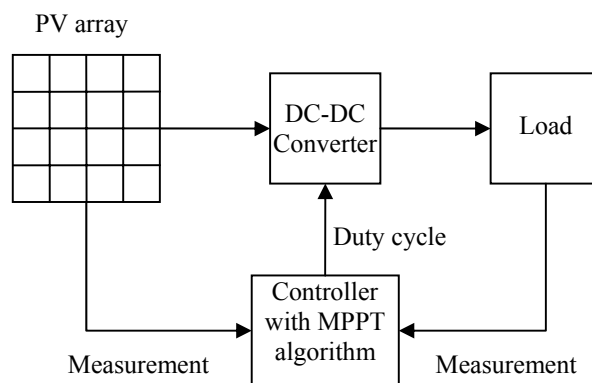 PV array
DC-DC
Converter
Load
Duty cycle
Controller
with MPPT
algorithm
Measurement
Measurement